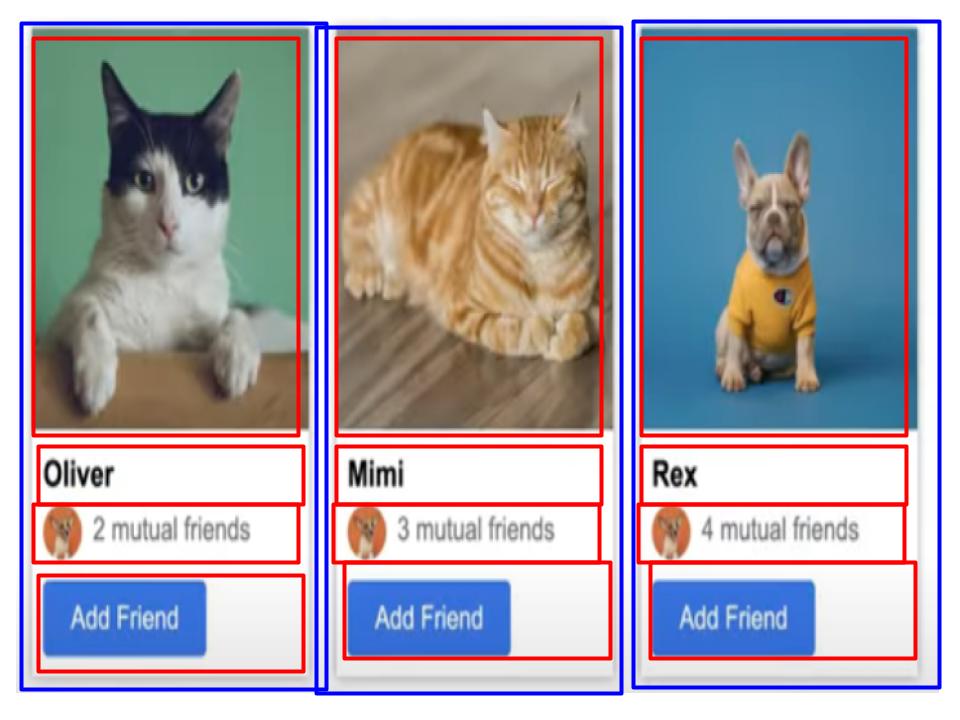 Oliver
2 mutual friends
Add Friend
Mimi
3 mutual friends
Add Friend
Rex
4 mutual friends
Add Friend